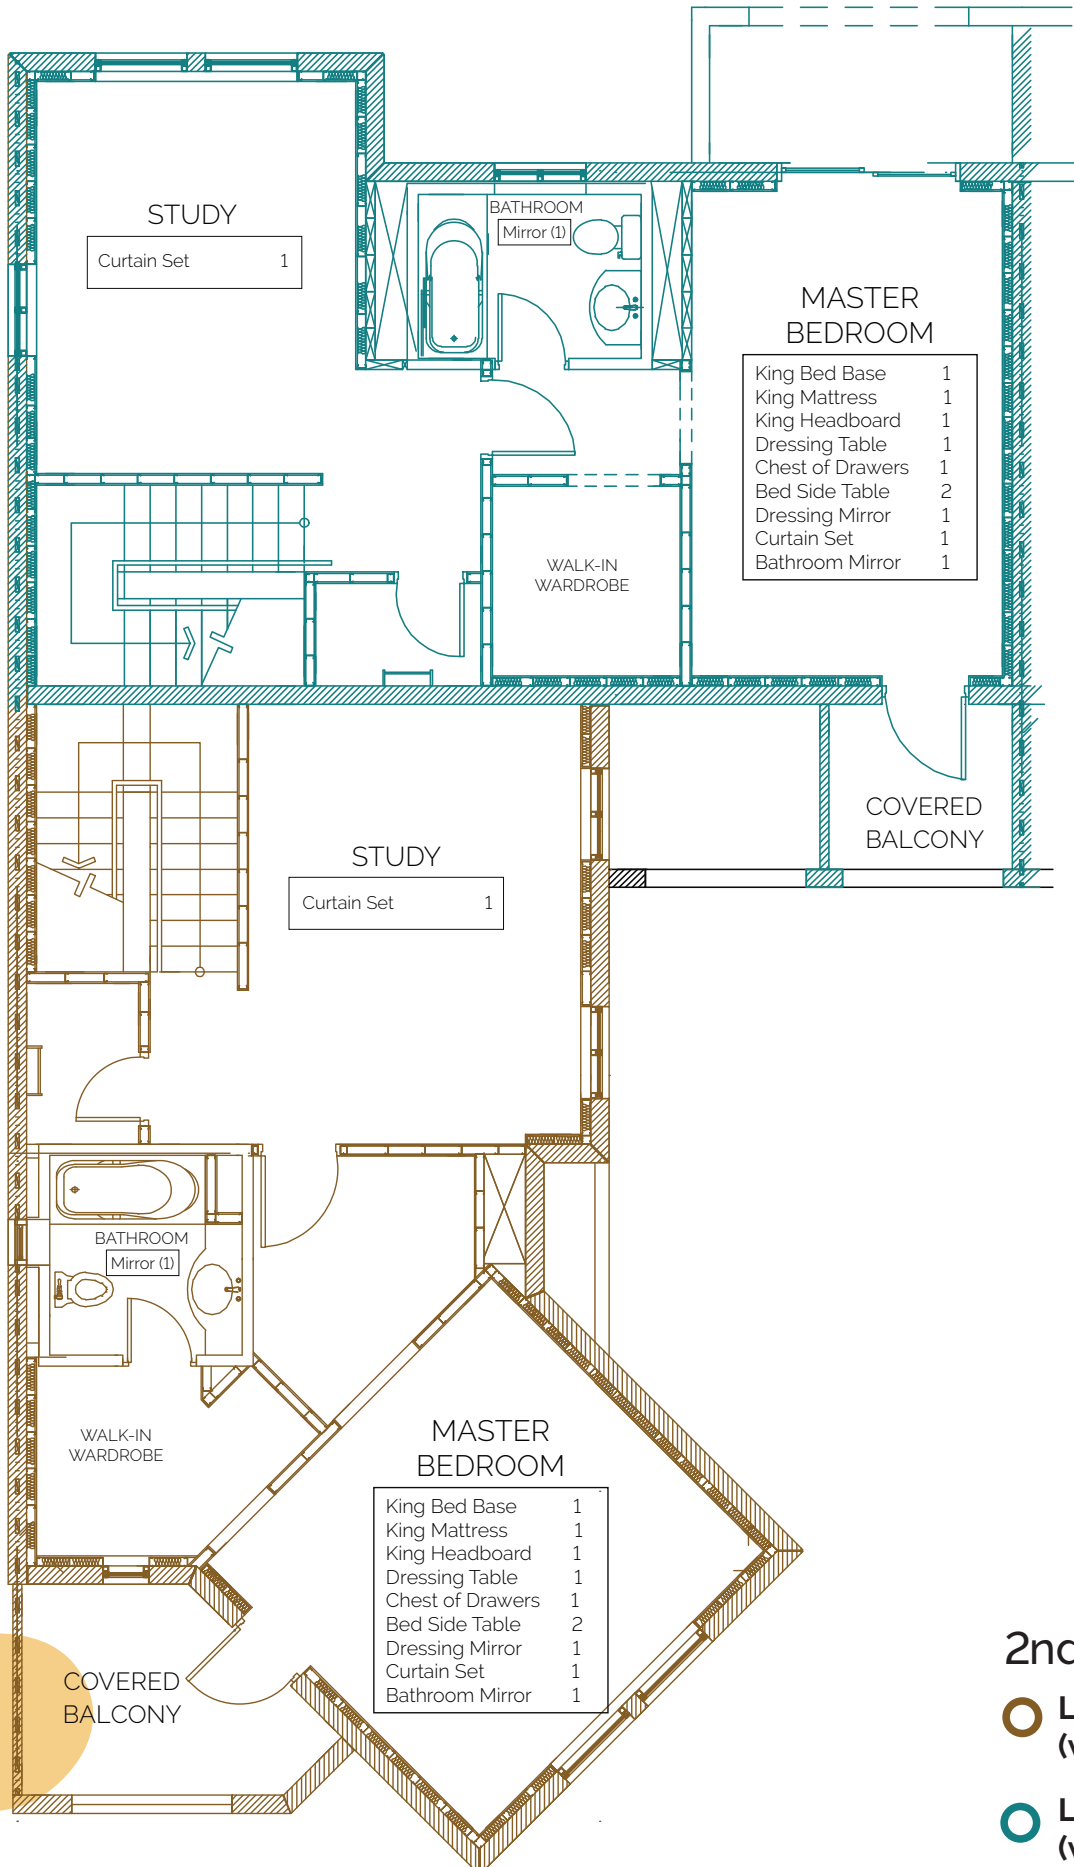 STUDY
Curtain Set 1
BATHROOM
Mirror (1)
MASTER
BEDROOM
King Bed Base 1
King Mattress 1
King Headboard 1
Dressing Table 1
Chest of Drawers 1
Bed Side Table 2
Dressing Mirror 1
Curtain Set 1
Bathroom Mirror 1
WALK-IN
WARDROBE
COVERED
BALCONY
STUDY
Curtain Set 1
BATHROOM
Mirror (1)
WALK-IN
WARDROBE
MASTER
BEDROOM
King Bed Base 1
King Mattress 1
King Headboard 1
Dressing Table 1
Chest of Drawers 1
Bed Side Table 2
Dressing Mirror 1
Curtain Set 1
Bathroom Mirror 1
COVERED
BALCONY